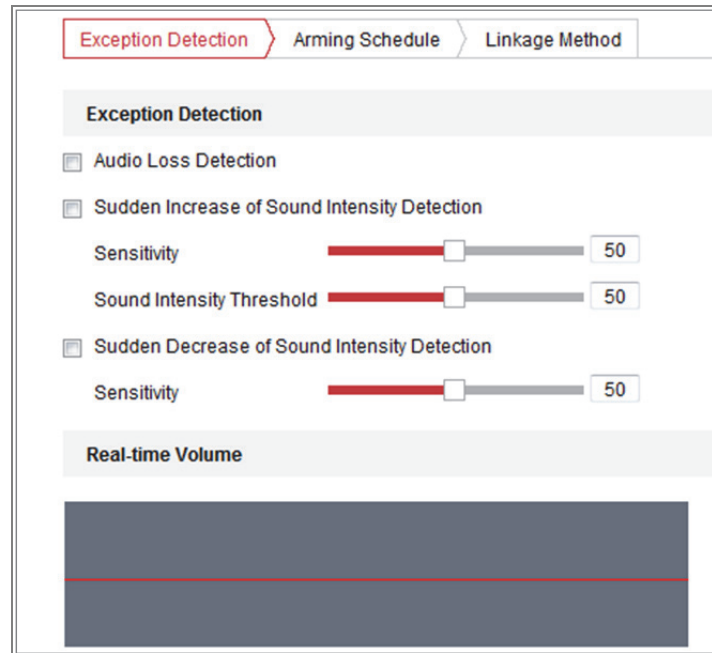 Exception Detection Arming Schedule Linkage Method
Exception Detection
Audio Loss Detection
Sudden Increase of Sound Intensity Detection
Sensitivity 50
Sound Intensity Threshold 50
Sudden Decrease of Sound Intensity Detection
Sensitivity 50
Real-time Volume